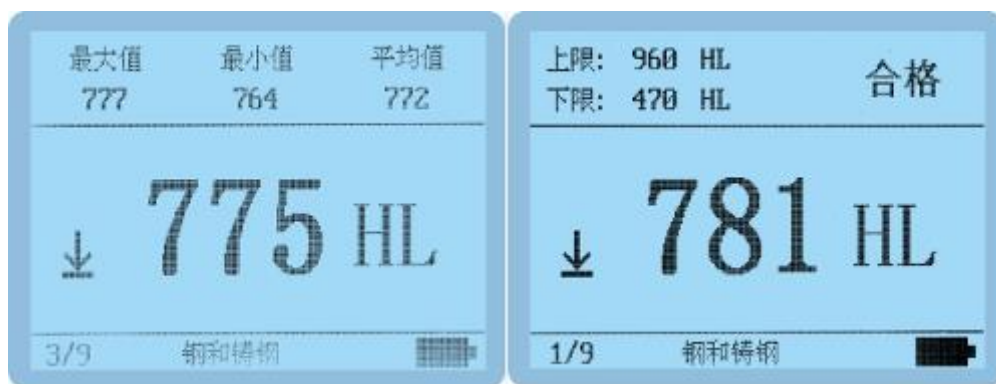 最大值 最小值 平均值
777 764 772
775 HL
3/9 钢和铸钢
上限: 960 HL
下限: 470 HL
合格
781 HL
1/9 钢和铸钢